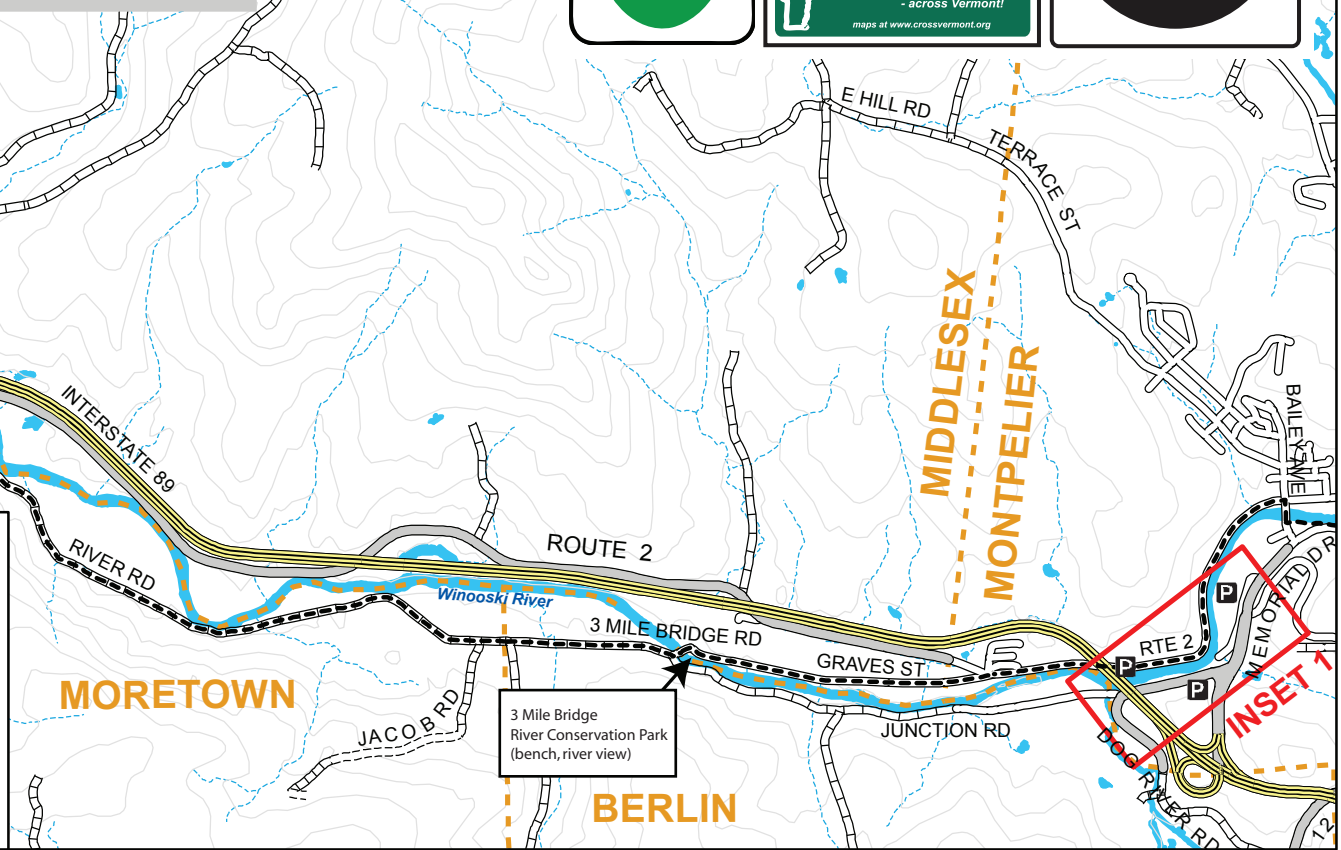 - across Vermont!
maps at www.crossvermont.org
E HILL RD
TERRACE ST
MIDDLESEX
MONTPELIER
BAILEY AVE
INTERSTATE 89
ROUTE 2
RIVER RD
Winooski River
3 MILE BRIDGE RD
GRAVES ST
RTE 2
P
P
P
MEMORIAL DR
INSET 1
MORETOWN
JACOB RD
3 Mile Bridge
River Conservation Park
(bench, river view)
JUNCTION RD
DOG RIVER RD
BERLIN
12